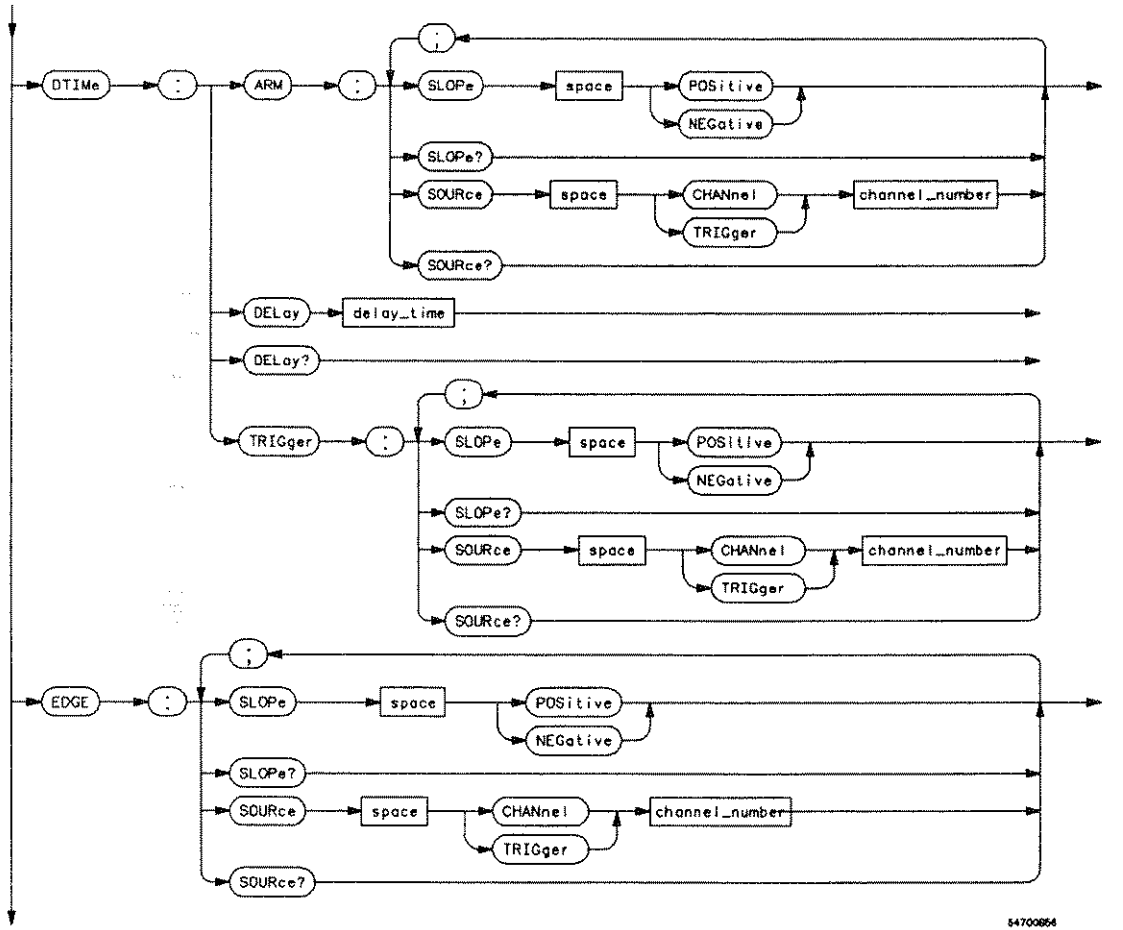 ;
DTIMe : ARM : SLOPe space POSitive
NEGative
SLOPe?
SOURce space CHANnel channel_number
TRIGger
SOURce?
DELay delay_time
DELay?
;
TRIGger : SLOPe space POSitive
NEGative
SLOPe?
SOURce space CHANnel channel_number
TRIGger
SOURce?
;
EDGE : SLOPe space POSitive
NEGative
SLOPe?
SOURce space CHANnel channel_number
TRIGger
SOURce?